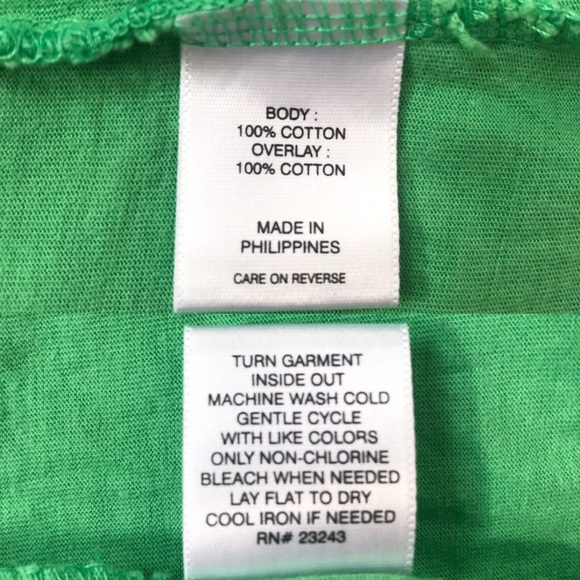 BODY :
100% COTTON
OVERLAY :
100% COTTON
MADE IN
PHILIPPINES
CARE ON REVERSE
TURN GARMENT
INSIDE OUT
MACHINE WASH COLD
GENTLE CYCLE
WITH LIKE COLORS
ONLY NON-CHLORINE
BLEACH WHEN NEEDED
LAY FLAT TO DRY
COOL IRON IF NEEDED
RN# 23243